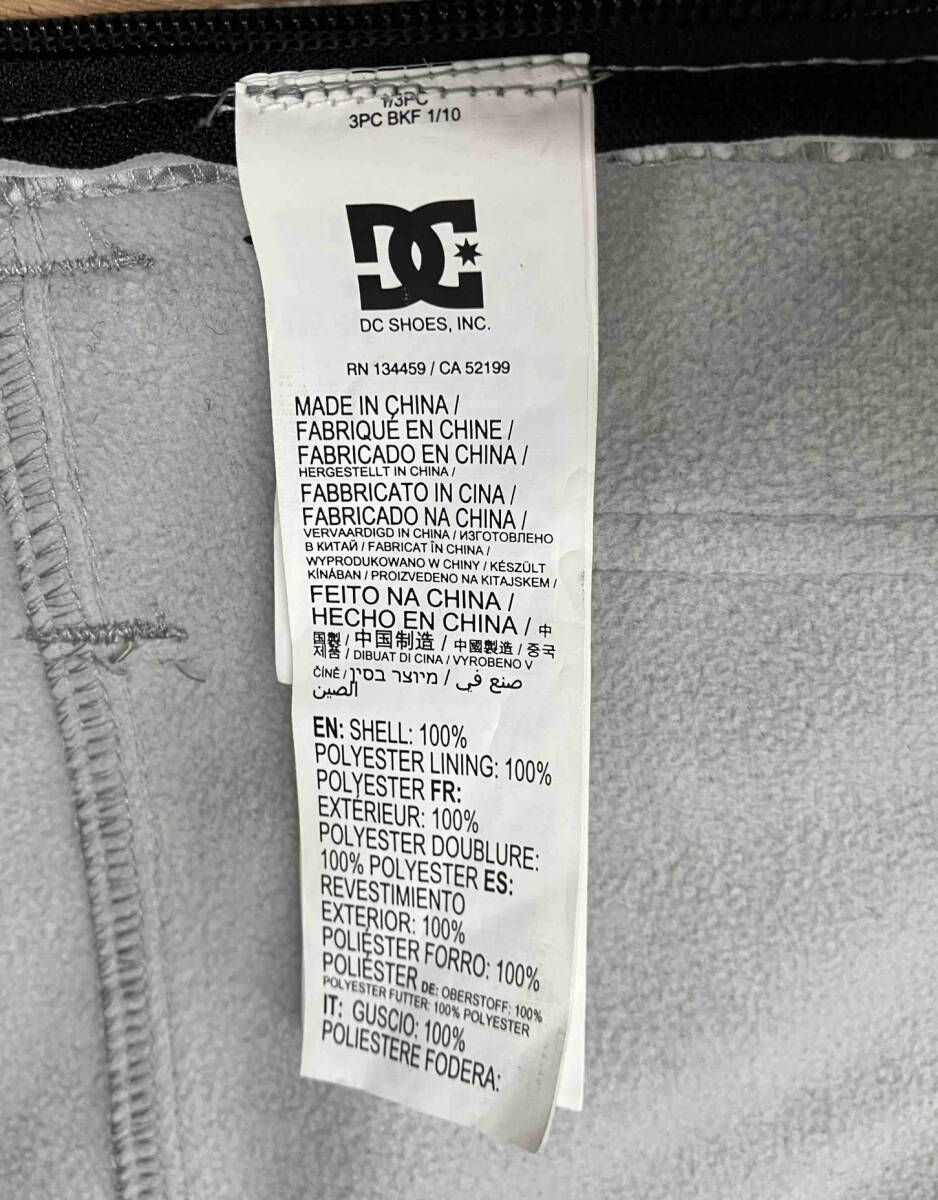 1/3PC
3PC BKF 1/10
DC
DC SHOES, INC.
RN 134459 / CA 52199
MADE IN CHINA /
FABRIQUÉ EN CHINE /
FABRICADO EN CHINA /
HERGESTELLT IN CHINA /
FABBRICATO IN CINA /
FABRICADO NA CHINA /
VERVAARDIGD IN CHINA / ИЗГОТОВЛЕНО
В КИТАЙ / FABRICAT ÎN CHINA /
WYPRODUKOWANO W CHINY / KÉSZÜLT
KÍNÁBAN / PROIZVEDENO NA KITAJSKEM /
FEITO NA CHINA /
HECHO EN CHINA / 中
国製 / 中国制造 / 中國製造 / 중국
제품 / DIBUAT DI CINA / VYROBENO V
ČÍNĚ / מיוצר בסין / صنع في
الصين
EN: SHELL: 100%
POLYESTER LINING: 100%
POLYESTER FR:
EXTÉRIEUR: 100%
POLYESTER DOUBLURE:
100% POLYESTER ES:
REVESTIMIENTO
EXTERIOR: 100%
POLIÉSTER FORRO: 100%
POLIÉSTER DE: OBERSTOFF: 100%
POLYESTER FUTTER: 100% POLYESTER
IT: GUSCIO: 100%
POLIESTERE FODERA: